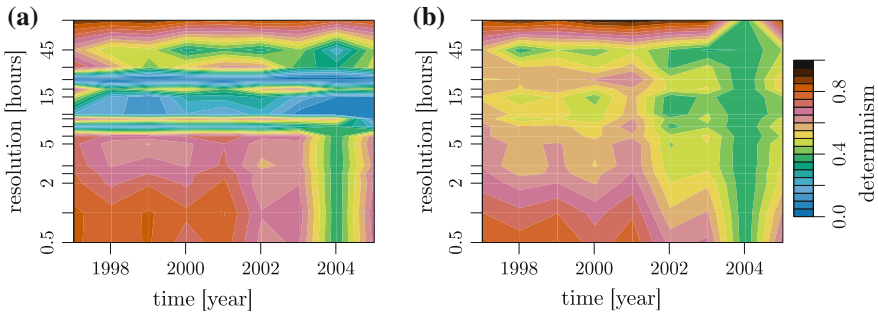 (a)
resolution [hours]
45
15
5
2
0.5
1998 2000 2002 2004
time [year]
(b)
resolution [hours]
45
15
5
2
0.5
1998 2000 2002 2004
time [year]
0.8
0.4
0.0
determinism